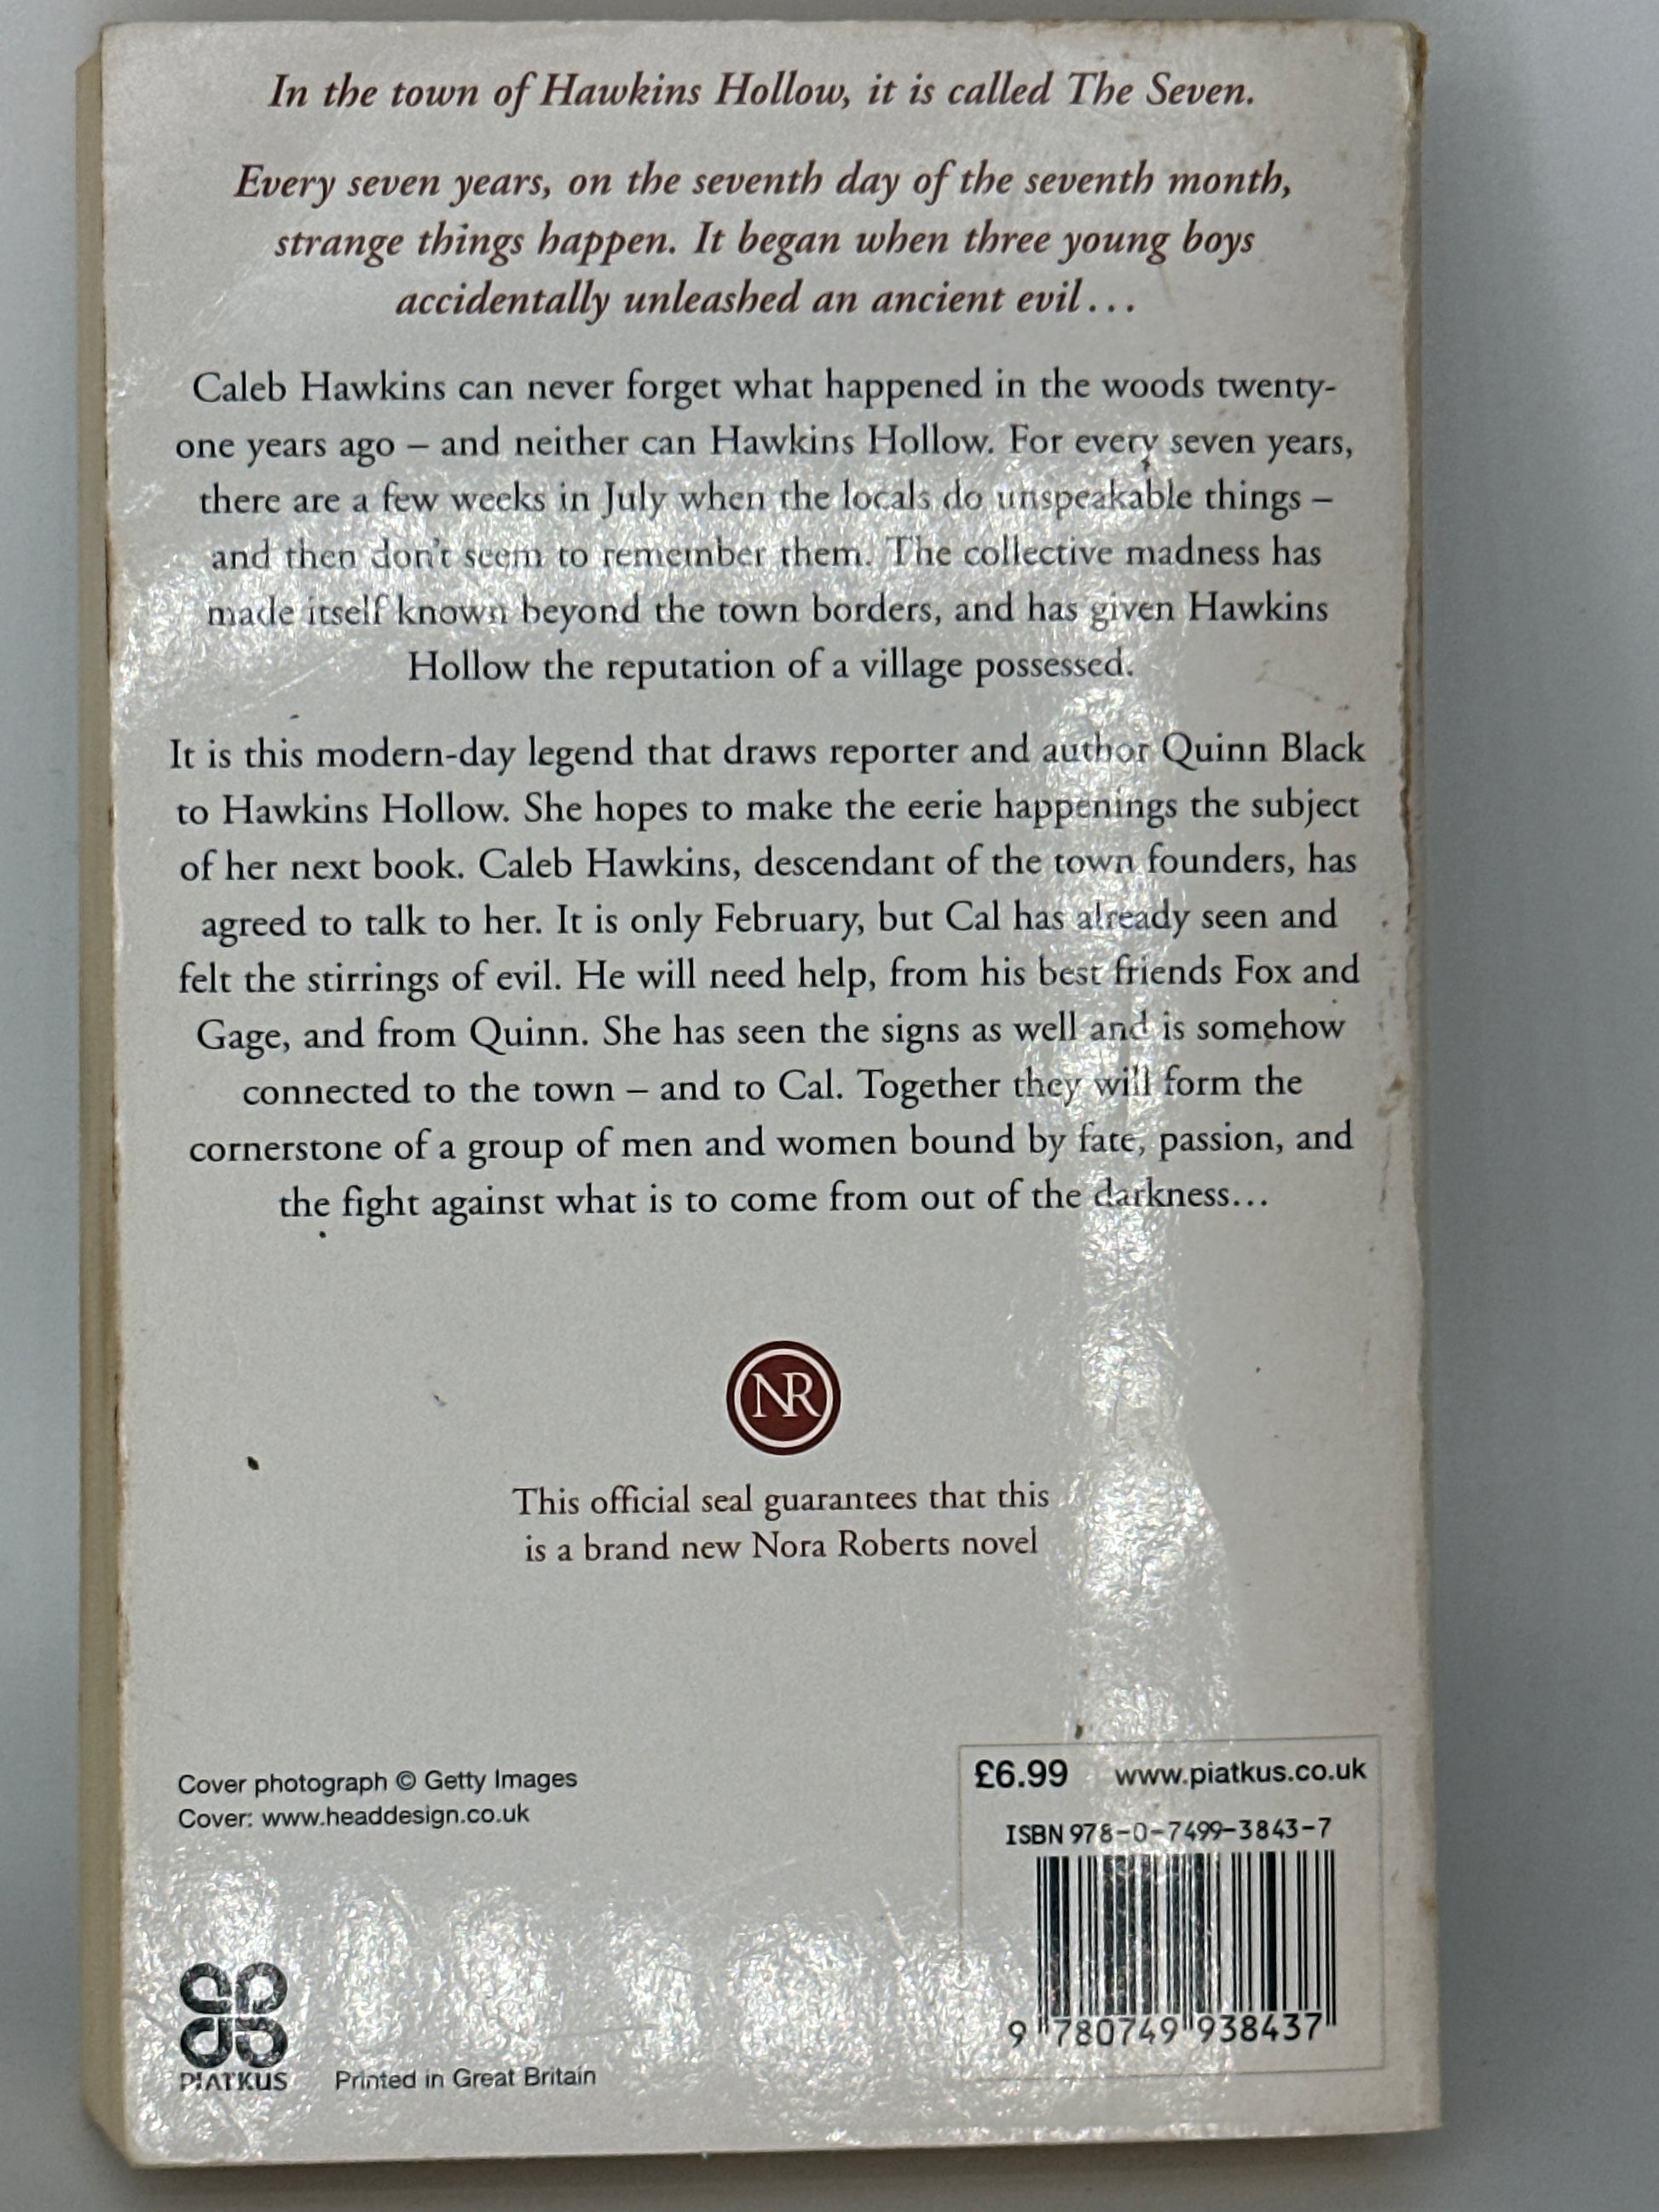 In the town of Hawkins Hollow, it is called The Seven.
Every seven years, on the seventh day of the seventh month,
strange things happen. It began when three young boys
accidentally unleashed an ancient evil...
Caleb Hawkins can never forget what happened in the woods twenty-
one years ago – and neither can Hawkins Hollow. For every seven years,
there are a few weeks in July when the locals do unspeakable things –
and then don't seem to remember them. The collective madness has
made itself known beyond the town borders, and has given Hawkins
Hollow the reputation of a village possessed.
It is this modern-day legend that draws reporter and author Quinn Black
to Hawkins Hollow. She hopes to make the eerie happenings the subject
of her next book. Caleb Hawkins, descendant of the town founders, has
agreed to talk to her. It is only February, but Cal has already seen and
felt the stirrings of evil. He will need help, from his best friends Fox and
Gage, and from Quinn. She has seen the signs as well and is somehow
connected to the town – and to Cal. Together they will form the
cornerstone of a group of men and women bound by fate, passion, and
the fight against what is to come from out of the darkness...
NR
This official seal guarantees that this
is a brand new Nora Roberts novel
Cover photograph © Getty Images
Cover: www.headdesign.co.uk
£6.99 www.piatkus.co.uk
ISBN 978-0-7499-3843-7
9 780749 938437
PIATKUS
Printed in Great Britain